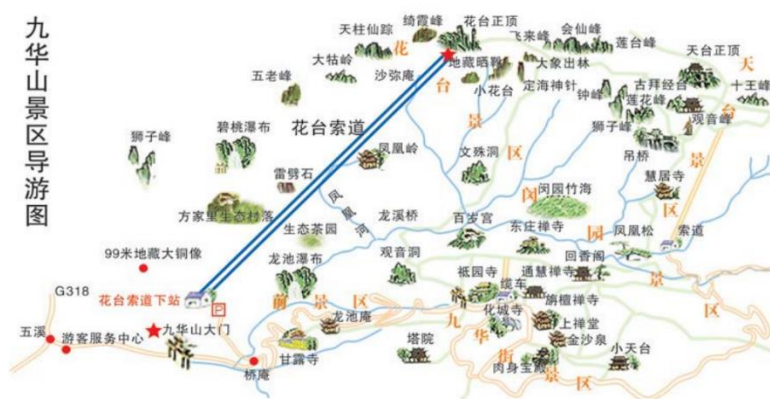 九华山景区导游图
绮霞峰
花台正顶
会仙峰
天柱仙踪
飞来峰
莲台峰
花台景区
大牯岭
沙弥庵
地藏晒靴
大象出林
天台正顶
天台景区
五老峰
小花台
定海神针
古拜经台
十王峰
钟峰
莲花峰
观音峰
狮子峰
碧桃瀑布
花台索道
狮子峰
吊桥
凤凰岭
文殊洞
雷劈石
慧居寺
闵园竹海
闵园景区
方家里生态村落
凤凰河
龙溪桥
百岁宫
东庄禅寺
凤凰松
索道
生态茶园
99米地藏大铜像
龙池瀑布
观音洞
祇园寺
通慧禅寺
回香阁
G318
花台索道下站
P
前景区
缆车
旃檀禅寺
九华街景区
化城寺
五溪
游客服务中心
九华山大门
龙池庵
上禅堂
金沙泉
塔院
小天台
桥庵
甘露寺
肉身宝殿